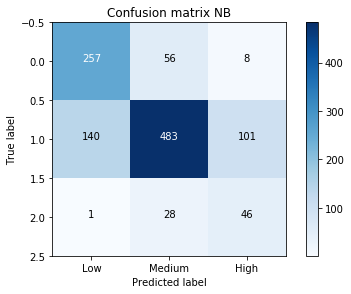 Confusion matrix NB
−0.5
0.0
0.5
1.0
1.5
2.0
2.5
True label
257 56 8
140 483 101
1 28 46
Low Medium High
Predicted label
400
300
200
100